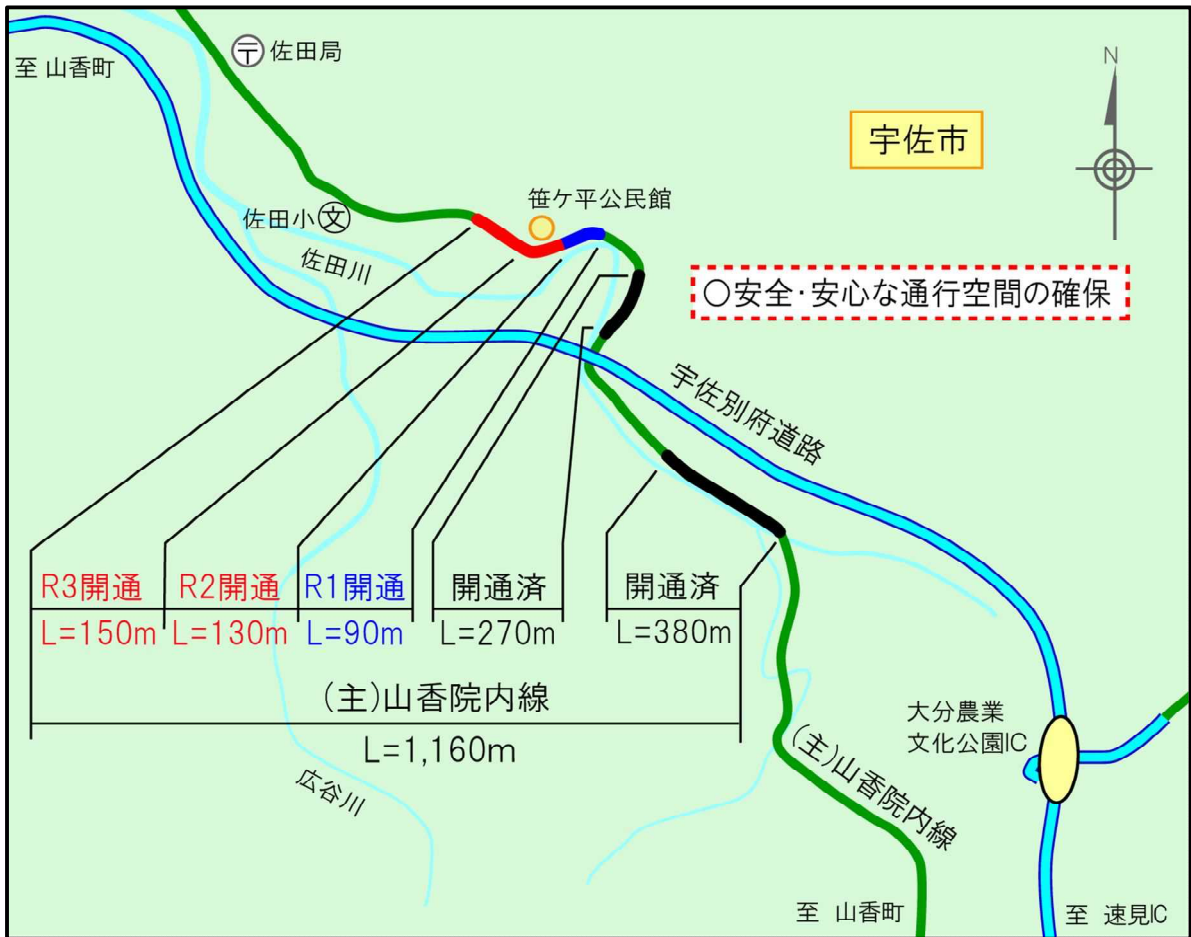 至 山香町
〒 佐田局
N
宇佐市
笹ケ平公民館
佐田小 文
佐田川
○安全・安心な通行空間の確保
宇佐別府道路
R3開通 R2開通 R1開通 開通済 開通済
L=150m L=130m L=90m L=270m L=380m
(主)山香院内線
L=1,160m
大分農業
文化公園IC
(主)山香院内線
広谷川
至 山香町
至 速見IC